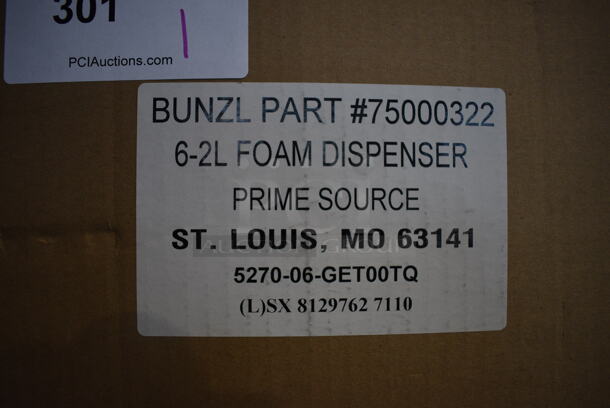 301
PCIAuctions.com
BUNZL PART #75000322
6-2L FOAM DISPENSER
PRIME SOURCE
ST. LOUIS, MO 63141
5270-06-GET00TQ
(L)SX 8129762 7110